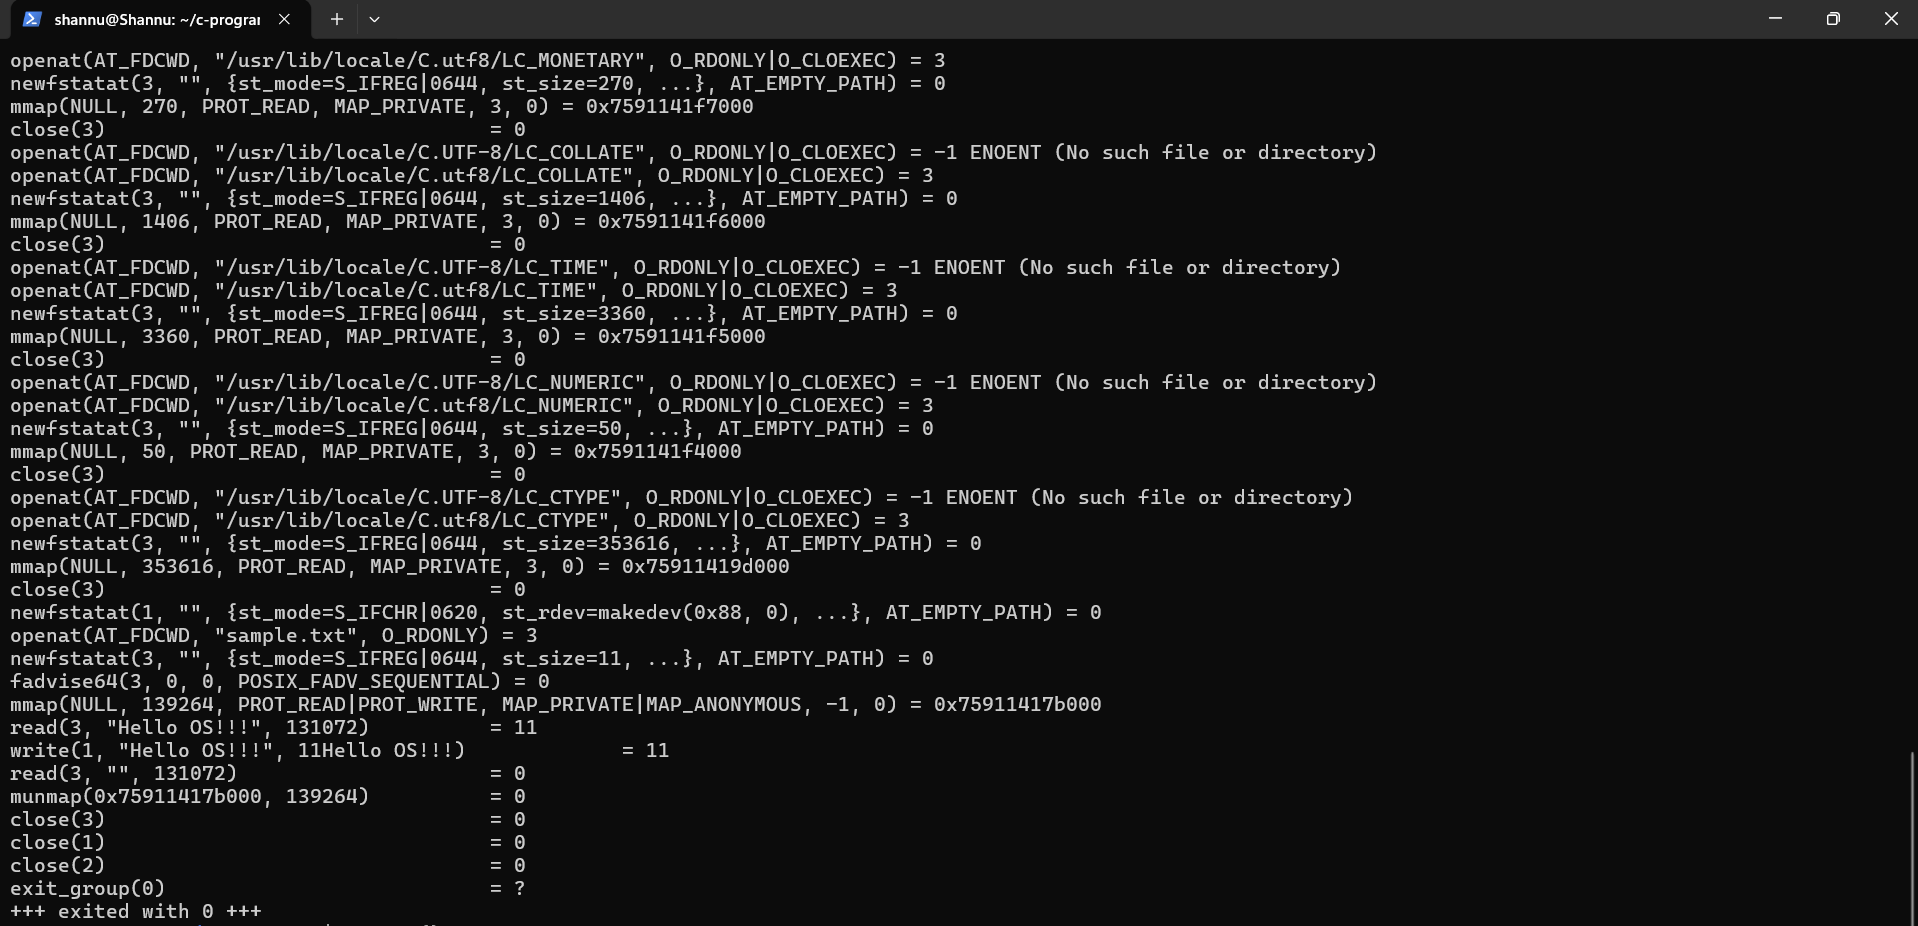 shannu@Shannu: ~/c-prograr
openat(AT_FDCWD, "/usr/lib/locale/C.utf8/LC_MONETARY", O_RDONLY|O_CLOEXEC) = 3
newfstatat(3, "", {st_mode=S_IFREG|0644, st_size=270, ...}, AT_EMPTY_PATH) = 0
mmap(NULL, 270, PROT_READ, MAP_PRIVATE, 3, 0) = 0x7591141f7000
close(3)                                = 0
openat(AT_FDCWD, "/usr/lib/locale/C.UTF-8/LC_COLLATE", O_RDONLY|O_CLOEXEC) = -1 ENOENT (No such file or directory)
openat(AT_FDCWD, "/usr/lib/locale/C.utf8/LC_COLLATE", O_RDONLY|O_CLOEXEC) = 3
newfstatat(3, "", {st_mode=S_IFREG|0644, st_size=1406, ...}, AT_EMPTY_PATH) = 0
mmap(NULL, 1406, PROT_READ, MAP_PRIVATE, 3, 0) = 0x7591141f6000
close(3)                                = 0
openat(AT_FDCWD, "/usr/lib/locale/C.UTF-8/LC_TIME", O_RDONLY|O_CLOEXEC) = -1 ENOENT (No such file or directory)
openat(AT_FDCWD, "/usr/lib/locale/C.utf8/LC_TIME", O_RDONLY|O_CLOEXEC) = 3
newfstatat(3, "", {st_mode=S_IFREG|0644, st_size=3360, ...}, AT_EMPTY_PATH) = 0
mmap(NULL, 3360, PROT_READ, MAP_PRIVATE, 3, 0) = 0x7591141f5000
close(3)                                = 0
openat(AT_FDCWD, "/usr/lib/locale/C.UTF-8/LC_NUMERIC", O_RDONLY|O_CLOEXEC) = -1 ENOENT (No such file or directory)
openat(AT_FDCWD, "/usr/lib/locale/C.utf8/LC_NUMERIC", O_RDONLY|O_CLOEXEC) = 3
newfstatat(3, "", {st_mode=S_IFREG|0644, st_size=50, ...}, AT_EMPTY_PATH) = 0
mmap(NULL, 50, PROT_READ, MAP_PRIVATE, 3, 0) = 0x7591141f4000
close(3)                                = 0
openat(AT_FDCWD, "/usr/lib/locale/C.UTF-8/LC_CTYPE", O_RDONLY|O_CLOEXEC) = -1 ENOENT (No such file or directory)
openat(AT_FDCWD, "/usr/lib/locale/C.utf8/LC_CTYPE", O_RDONLY|O_CLOEXEC) = 3
newfstatat(3, "", {st_mode=S_IFREG|0644, st_size=353616, ...}, AT_EMPTY_PATH) = 0
mmap(NULL, 353616, PROT_READ, MAP_PRIVATE, 3, 0) = 0x75911419d000
close(3)                                = 0
newfstatat(1, "", {st_mode=S_IFCHR|0620, st_rdev=makedev(0x88, 0), ...}, AT_EMPTY_PATH) = 0
openat(AT_FDCWD, "sample.txt", O_RDONLY) = 3
newfstatat(3, "", {st_mode=S_IFREG|0644, st_size=11, ...}, AT_EMPTY_PATH) = 0
fadvise64(3, 0, 0, POSIX_FADV_SEQUENTIAL) = 0
mmap(NULL, 139264, PROT_READ|PROT_WRITE, MAP_PRIVATE|MAP_ANONYMOUS, -1, 0) = 0x75911417b000
read(3, "Hello OS!!!", 131072)          = 11
write(1, "Hello OS!!!", 11Hello OS!!!)             = 11
read(3, "", 131072)                     = 0
munmap(0x75911417b000, 139264)          = 0
close(3)                                = 0
close(1)                                = 0
close(2)                                = 0
exit_group(0)                           = ?
+++ exited with 0 +++